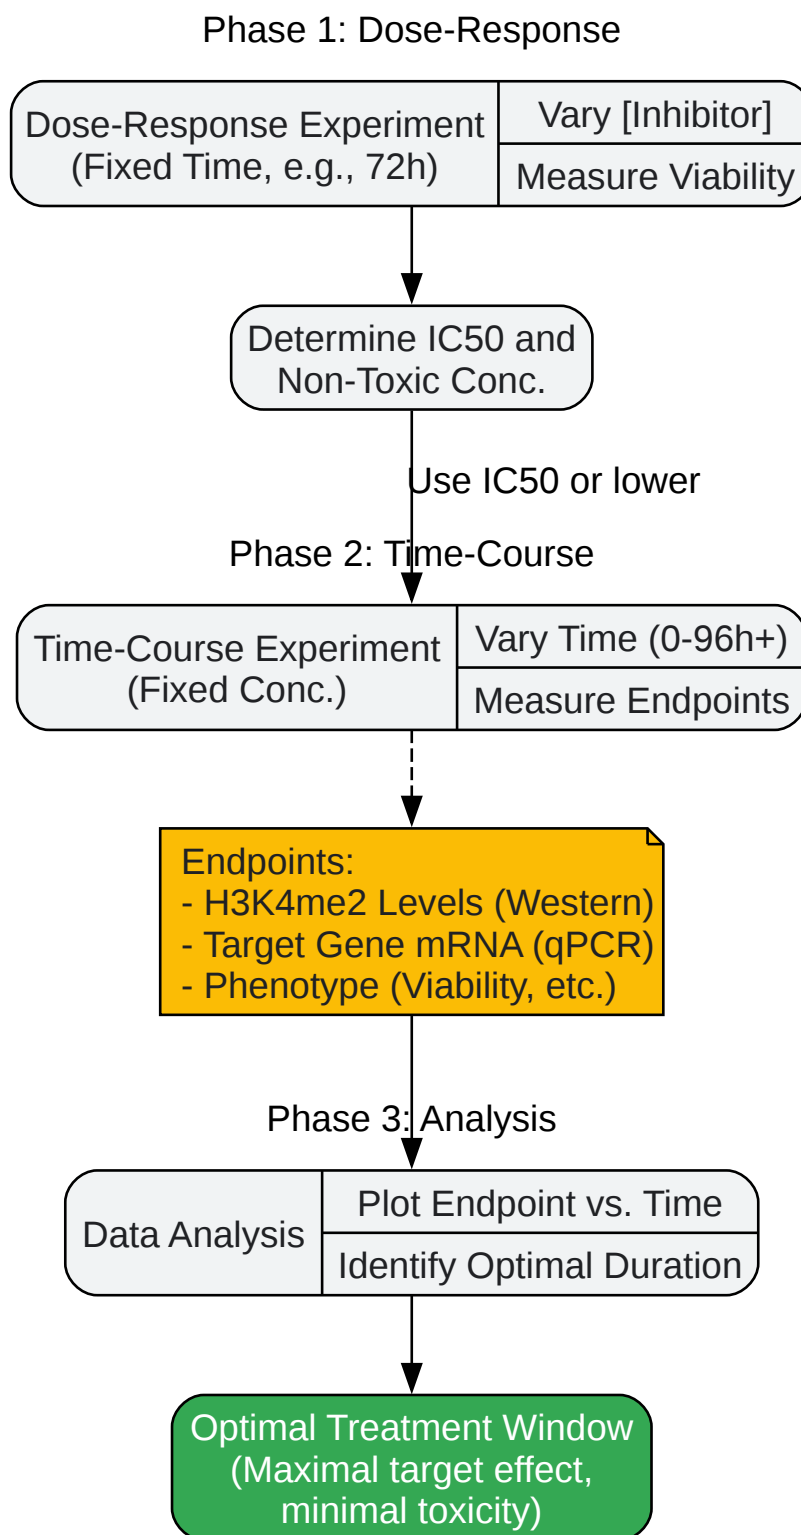 Phase 1: Dose-Response
Dose-Response Experiment
(Fixed Time, e.g., 72h)
Vary [Inhibitor]
Measure Viability
Determine IC50 and
Non-Toxic Conc.
Use IC50 or lower
Phase 2: Time-Course
Time-Course Experiment
(Fixed Conc.)
Vary Time (0-96h+)
Measure Endpoints
Endpoints:
- H3K4me2 Levels (Western)
- Target Gene mRNA (qPCR)
- Phenotype (Viability, etc.)
Phase 3: Analysis
Data Analysis
Plot Endpoint vs. Time
Identify Optimal Duration
Optimal Treatment Window
(Maximal target effect,
minimal toxicity)